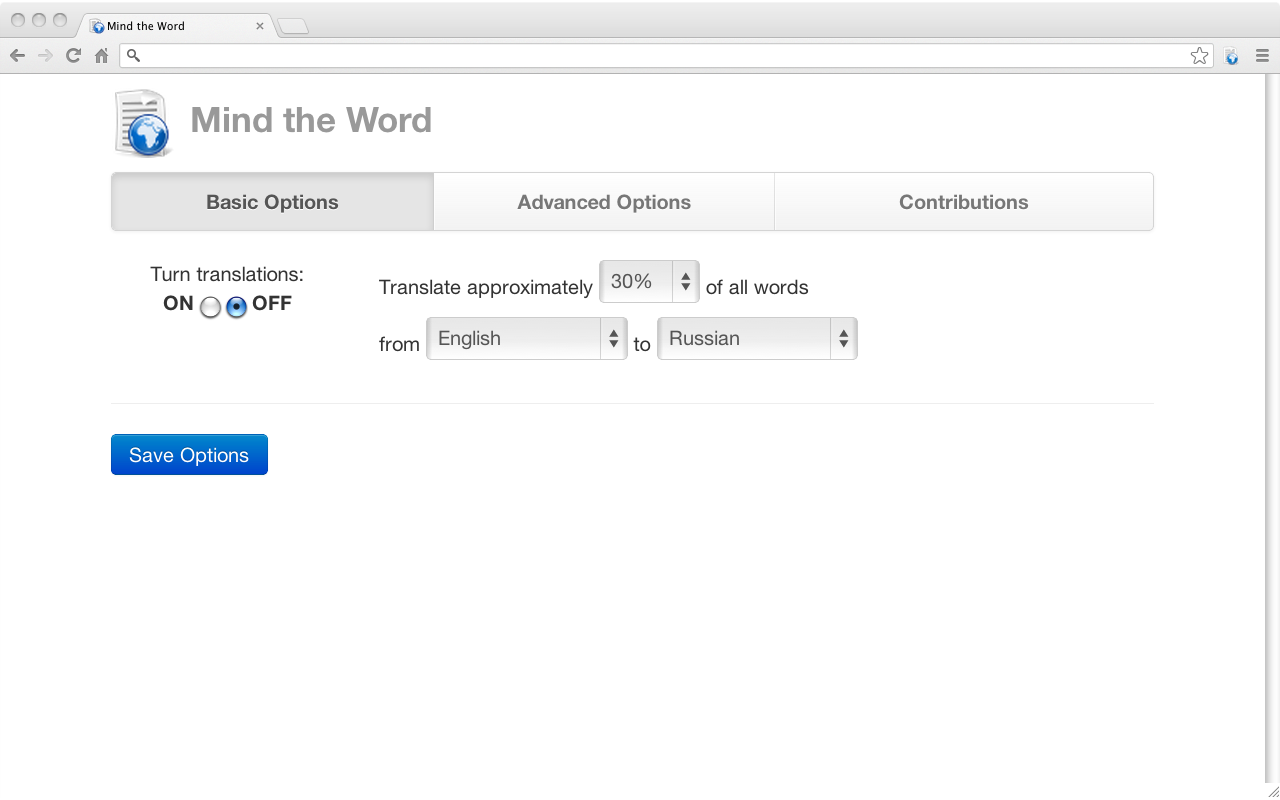 Mind the Word
Mind the Word
Basic Options Advanced Options Contributions
Turn translations:
ON OFF
Translate approximately 30% of all words
from English to Russian
Save Options